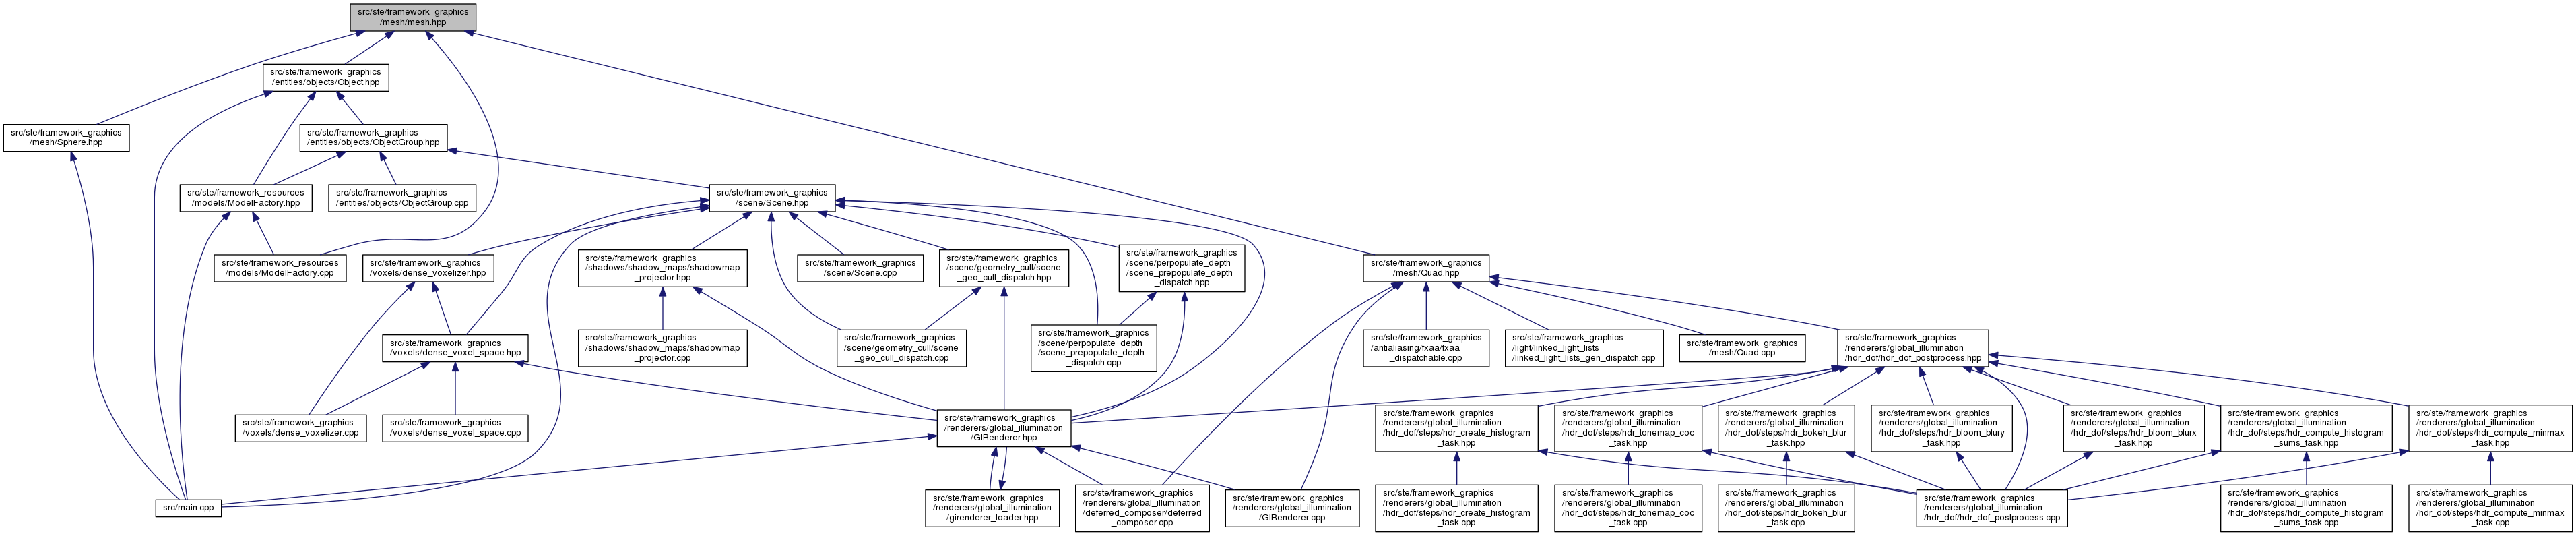 src/ste/framework_graphics
/mesh/mesh.hpp
src/ste/framework_graphics
/entities/objects/Object.hpp
src/ste/framework_graphics
/mesh/Sphere.hpp
src/ste/framework_graphics
/entities/objects/ObjectGroup.hpp
src/ste/framework_resources
/models/ModelFactory.hpp
src/ste/framework_graphics
/entities/objects/ObjectGroup.cpp
src/ste/framework_graphics
/scene/Scene.hpp
src/ste/framework_resources
/models/ModelFactory.cpp
src/ste/framework_graphics
/voxels/dense_voxelizer.hpp
src/ste/framework_graphics
/shadows/shadow_maps/shadowmap
_projector.hpp
src/ste/framework_graphics
/scene/Scene.cpp
src/ste/framework_graphics
/scene/geometry_cull/scene
_geo_cull_dispatch.hpp
src/ste/framework_graphics
/scene/perpopulate_depth
/scene_prepopulate_depth
_dispatch.hpp
src/ste/framework_graphics
/mesh/Quad.hpp
src/ste/framework_graphics
/voxels/dense_voxel_space.hpp
src/ste/framework_graphics
/shadows/shadow_maps/shadowmap
_projector.cpp
src/ste/framework_graphics
/scene/geometry_cull/scene
_geo_cull_dispatch.cpp
src/ste/framework_graphics
/scene/perpopulate_depth
/scene_prepopulate_depth
_dispatch.cpp
src/ste/framework_graphics
/antialiasing/fxaa/fxaa
_dispatchable.cpp
src/ste/framework_graphics
/light/linked_light_lists
/linked_light_lists_gen_dispatch.cpp
src/ste/framework_graphics
/mesh/Quad.cpp
src/ste/framework_graphics
/renderers/global_illumination
/hdr_dof/hdr_dof_postprocess.hpp
src/ste/framework_graphics
/voxels/dense_voxelizer.cpp
src/ste/framework_graphics
/voxels/dense_voxel_space.cpp
src/ste/framework_graphics
/renderers/global_illumination
/GIRenderer.hpp
src/ste/framework_graphics
/renderers/global_illumination
/hdr_dof/steps/hdr_create_histogram
_task.hpp
src/ste/framework_graphics
/renderers/global_illumination
/hdr_dof/steps/hdr_tonemap_coc
_task.hpp
src/ste/framework_graphics
/renderers/global_illumination
/hdr_dof/steps/hdr_bokeh_blur
_task.hpp
src/ste/framework_graphics
/renderers/global_illumination
/hdr_dof/steps/hdr_bloom_blury
_task.hpp
src/ste/framework_graphics
/renderers/global_illumination
/hdr_dof/steps/hdr_bloom_blurx
_task.hpp
src/ste/framework_graphics
/renderers/global_illumination
/hdr_dof/steps/hdr_compute_histogram
_sums_task.hpp
src/ste/framework_graphics
/renderers/global_illumination
/hdr_dof/steps/hdr_compute_minmax
_task.hpp
src/main.cpp
src/ste/framework_graphics
/renderers/global_illumination
/girenderer_loader.hpp
src/ste/framework_graphics
/renderers/global_illumination
/deferred_composer/deferred
_composer.cpp
src/ste/framework_graphics
/renderers/global_illumination
/GIRenderer.cpp
src/ste/framework_graphics
/renderers/global_illumination
/hdr_dof/steps/hdr_create_histogram
_task.cpp
src/ste/framework_graphics
/renderers/global_illumination
/hdr_dof/steps/hdr_tonemap_coc
_task.cpp
src/ste/framework_graphics
/renderers/global_illumination
/hdr_dof/steps/hdr_bokeh_blur
_task.cpp
src/ste/framework_graphics
/renderers/global_illumination
/hdr_dof/hdr_dof_postprocess.cpp
src/ste/framework_graphics
/renderers/global_illumination
/hdr_dof/steps/hdr_compute_histogram
_sums_task.cpp
src/ste/framework_graphics
/renderers/global_illumination
/hdr_dof/steps/hdr_compute_minmax
_task.cpp